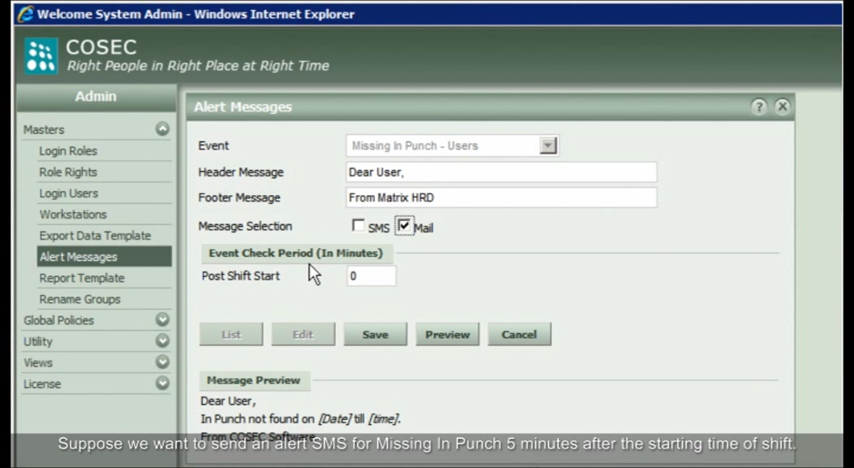 Welcome System Admin - Windows Internet Explorer
COSEC
Right People in Right Place at Right Time
Admin
Masters
Login Roles
Role Rights
Login Users
Workstations
Export Data Template
Alert Messages
Report Template
Rename Groups
Global Policies
Utility
Views
License
Alert Messages
?
Event
Missing In Punch - Users
Header Message
Dear User,
Footer Message
From Matrix HRD
Message Selection
SMS
Mail
Event Check Period (In Minutes)
Post Shift Start
0
List
Edit
Save
Preview
Cancel
Message Preview
Dear User,
In Punch not found on [Date] till [time].
From COSEC Software
Suppose we want to send an alert SMS for Missing In Punch 5 minutes after the starting time of shift.